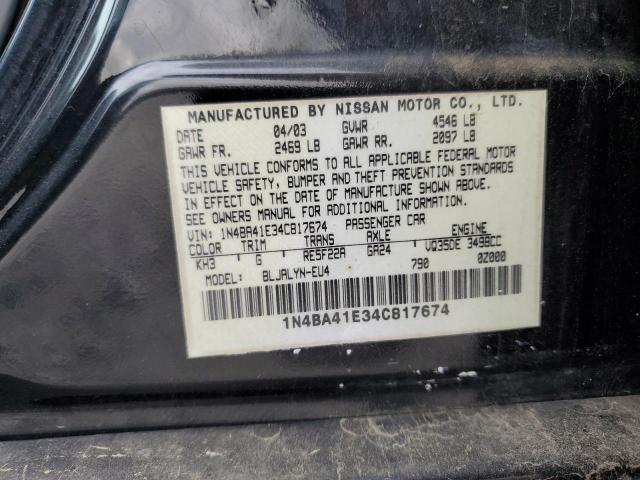 MANUFACTURED BY NISSAN MOTOR CO., LTD.
DATE 04/03 GVWR 4546 LB
GAWR FR. 2469 LB GAWR RR. 2097 LB
THIS VEHICLE CONFORMS TO ALL APPLICABLE FEDERAL MOTOR
VEHICLE SAFETY, BUMPER AND THEFT PREVENTION STANDARDS
IN EFFECT ON THE DATE OF MANUFACTURE SHOWN ABOVE.
SEE OWNERS MANUAL FOR ADDITIONAL INFORMATION.
VIN: 1N4BA41E34C817674 PASSENGER CAR
COLOR TRIM TRANS AXLE ENGINE
KH3 G RE5F22A GA24 VQ35DE 3498CC
MODEL: BLJALYN-EU4 790 0Z000
1N4BA41E34C817674